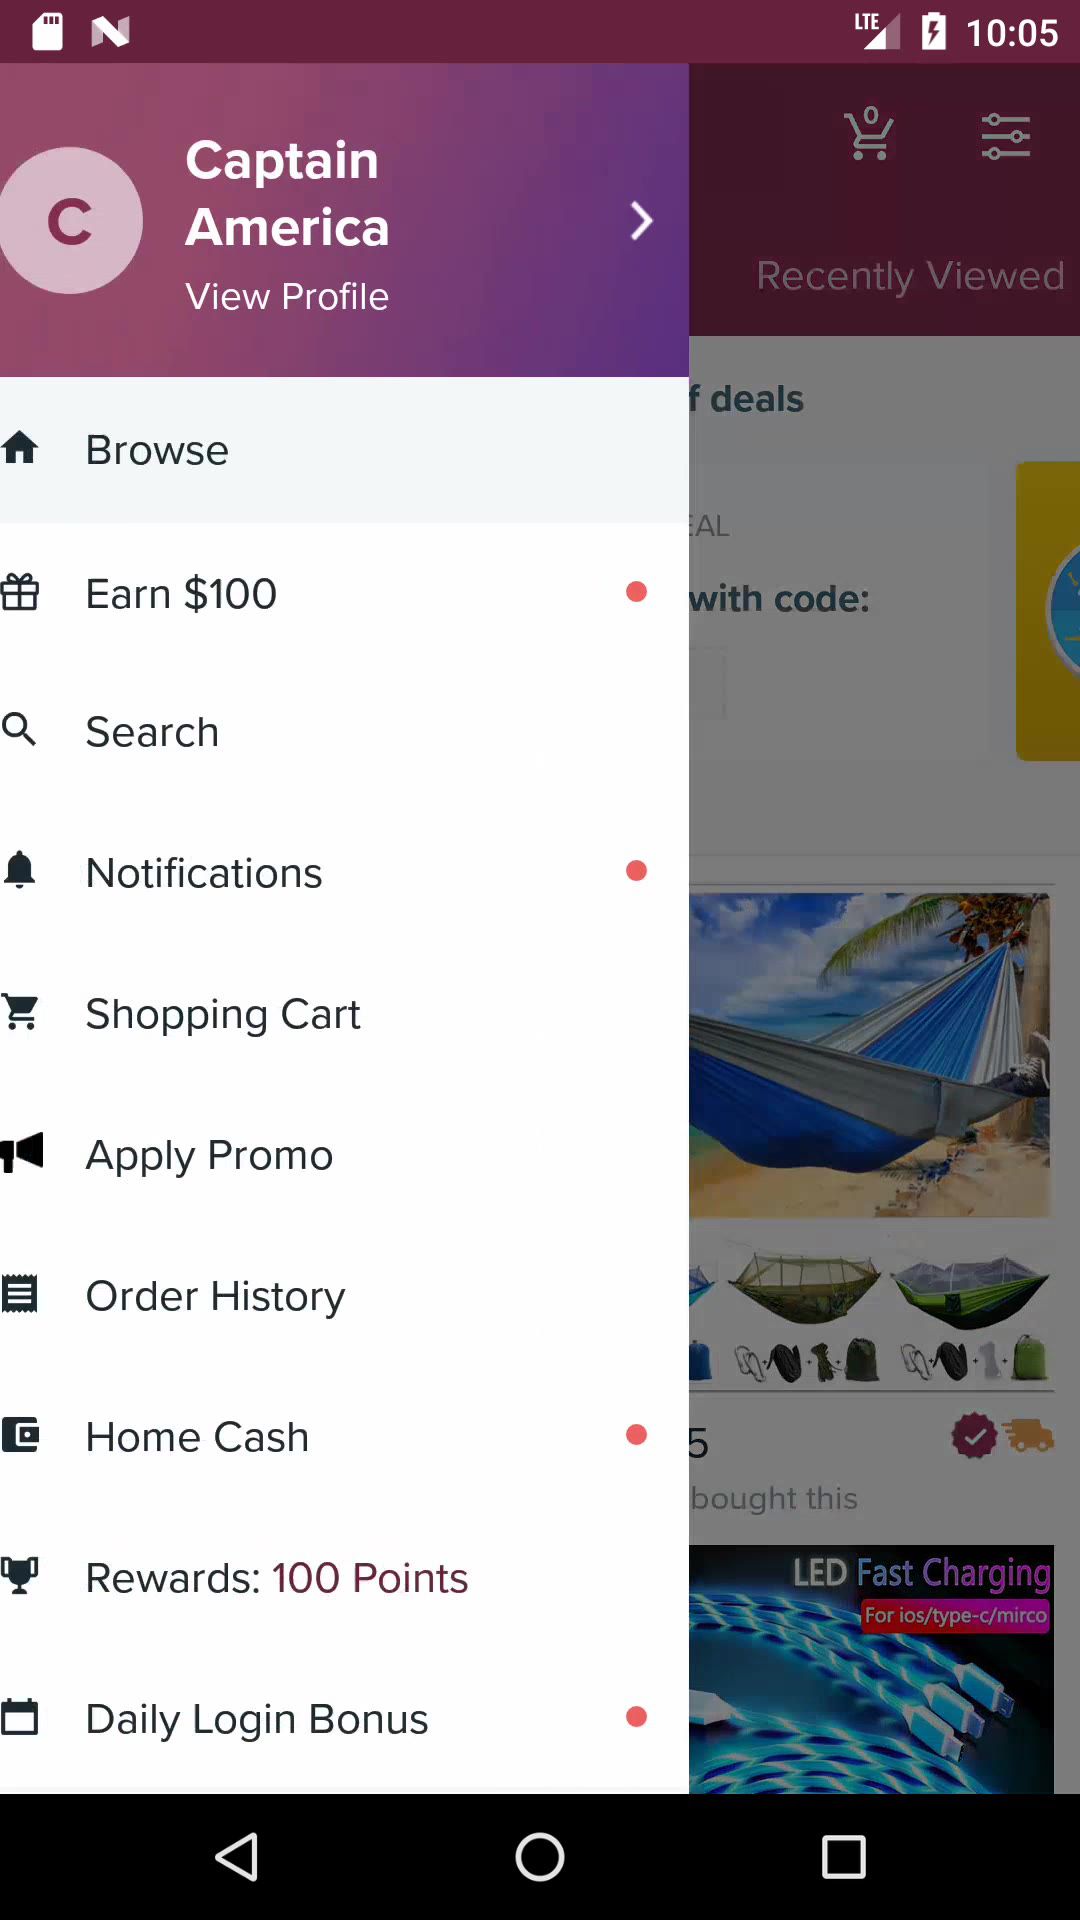 LTE 10:05
0
C
Captain
America
View Profile
Recently Viewed
f deals
Browse
EAL
Earn $100
with code:
Search
Notifications
Shopping Cart
Apply Promo
Order History
Home Cash
5
bought this
Rewards: 100 Points
LED Fast Charging
For ios/type-c/mirco
Daily Login Bonus